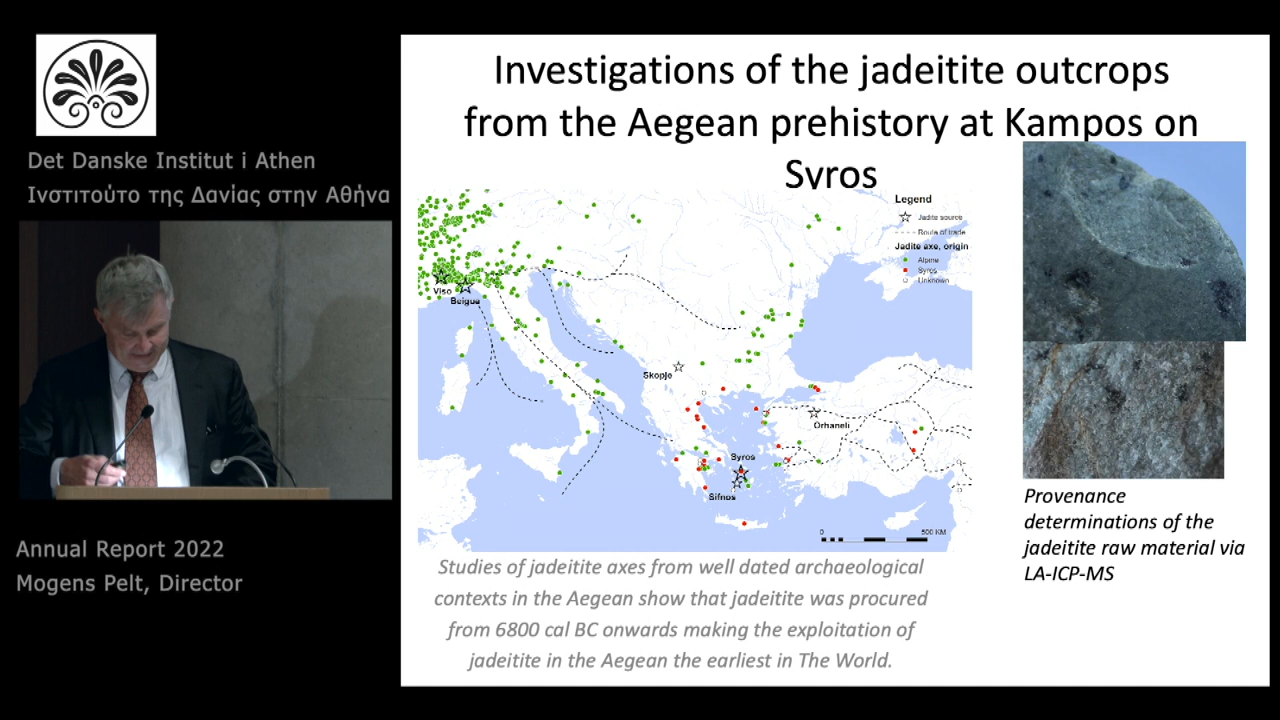 Det Danske Institut i Athen
Ινστιτούτο της Δανίας στην Αθήνα
Annual Report 2022
Mogens Pelt, Director
Investigations of the jadeitite outcrops
from the Aegean prehistory at Kampos on
Syros
Legend
Jadite source
Route of trade
Jadite axe, origin
Alpine
Syros
Unknown
Viso
Beigua
Skopje
Orhaneli
Syros
Sifnos
0 500 KM
Studies of jadeitite axes from well dated archaeological
contexts in the Aegean show that jadeitite was procured
from 6800 cal BC onwards making the exploitation of
jadeitite in the Aegean the earliest in The World.
Provenance
determinations of the
jadeitite raw material via
LA-ICP-MS